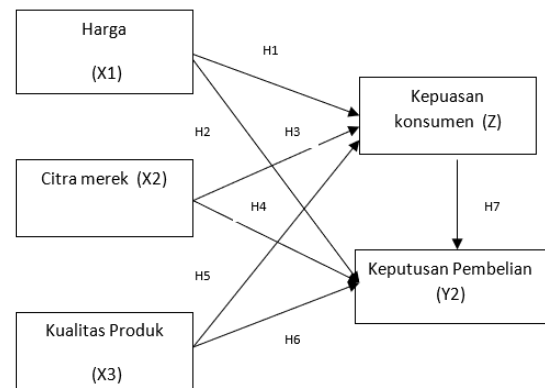 Harga
(X1)
H1
Kepuasan
konsumen (Z)
H2
H3
Citra merek (X2)
H4
H7
Keputusan Pembelian
(Y2)
H5
Kualitas Produk
(X3)
H6